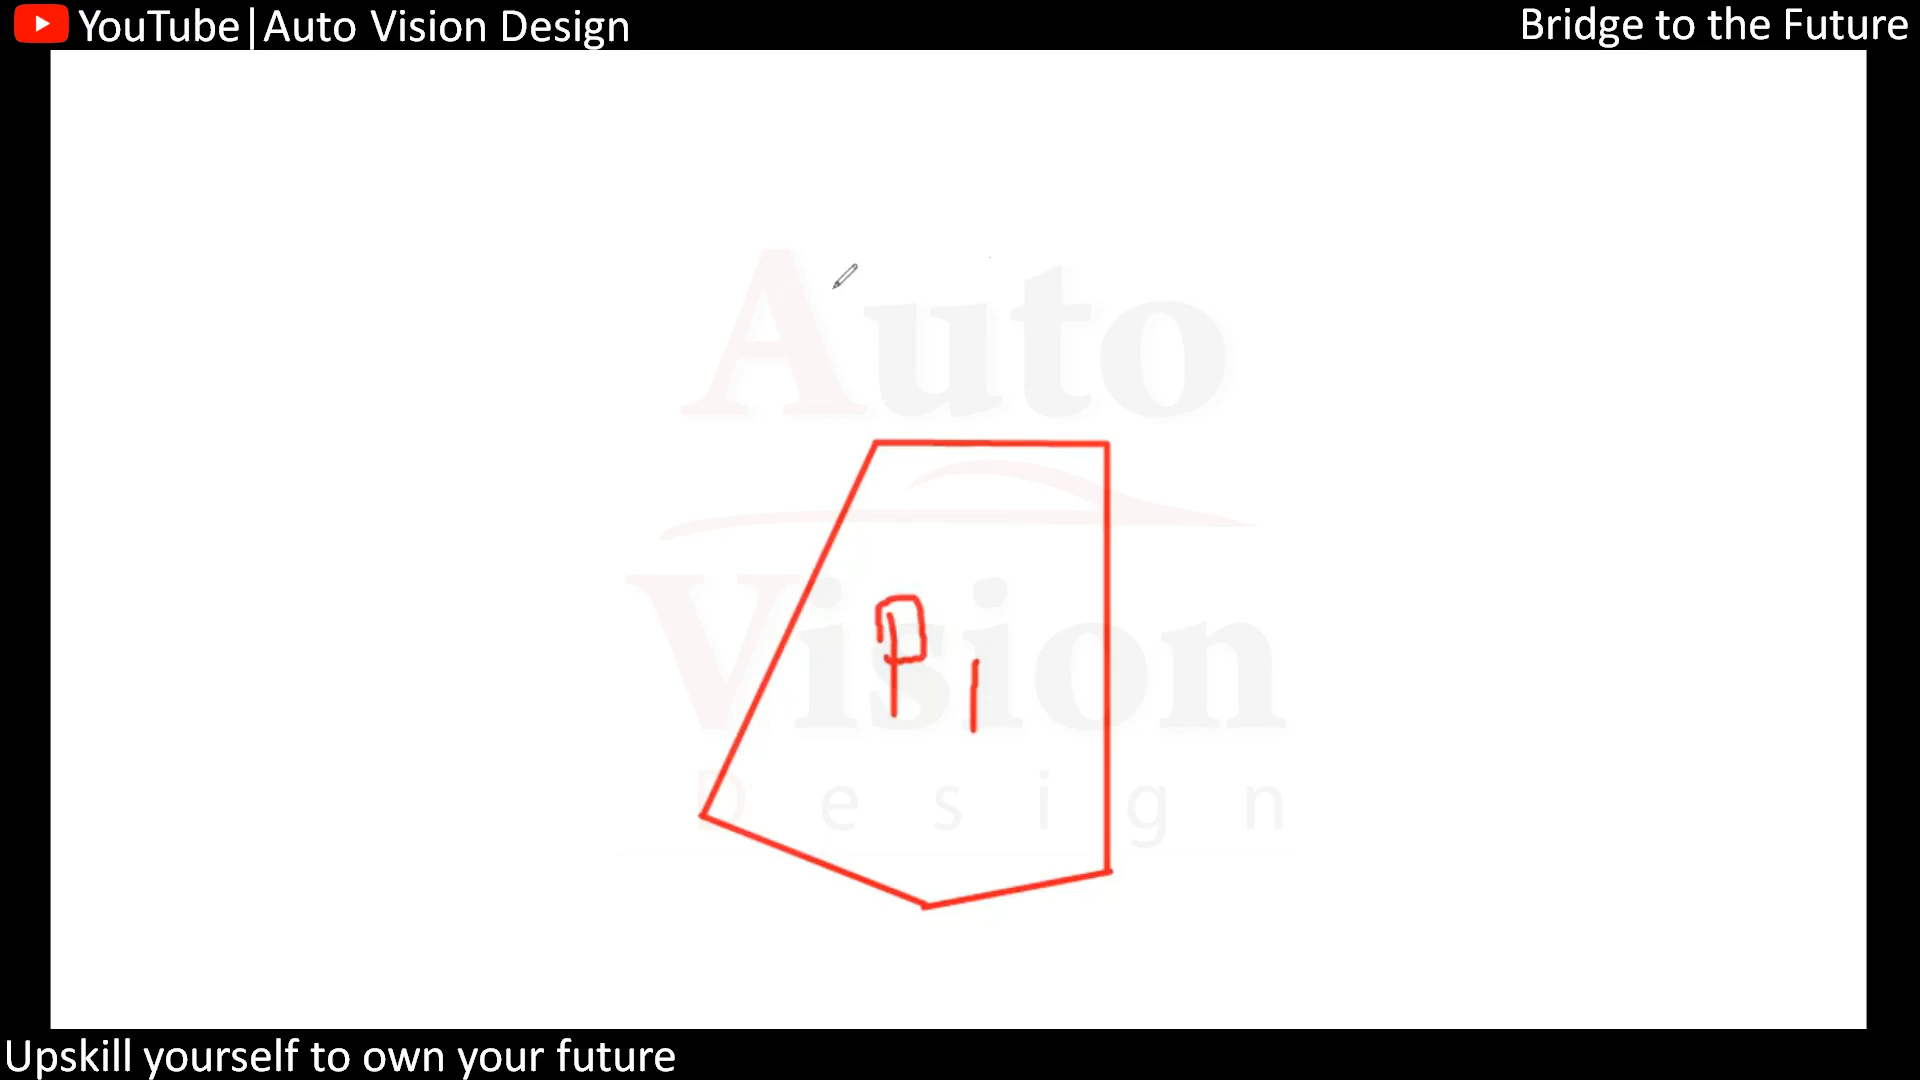 YouTube|Auto Vision Design
Bridge to the Future
Auto
Vision
Design
P1
Upskill yourself to own your future